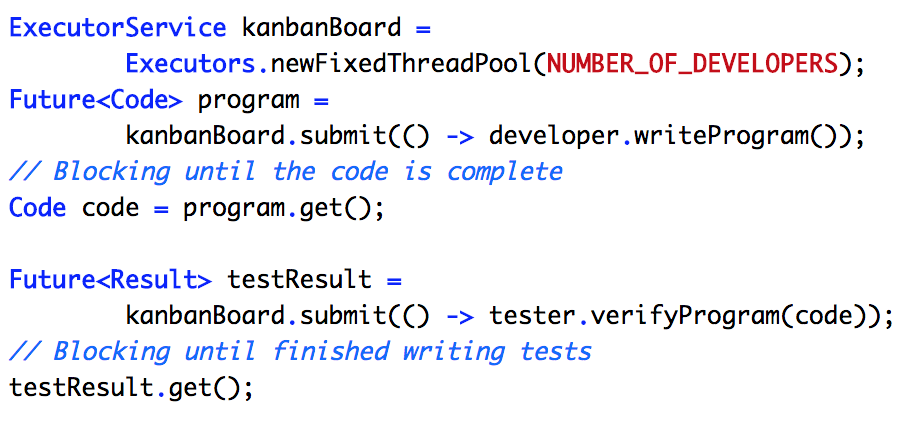 ExecutorService kanbanBoard =
Executors.newFixedThreadPool(NUMBER_OF_DEVELOPERS);
Future<Code> program =
kanbanBoard.submit(() -> developer.writeProgram());
// Blocking until the code is complete
Code code = program.get();
Future<Result> testResult =
kanbanBoard.submit(() -> tester.verifyProgram(code));
// Blocking until finished writing tests
testResult.get();